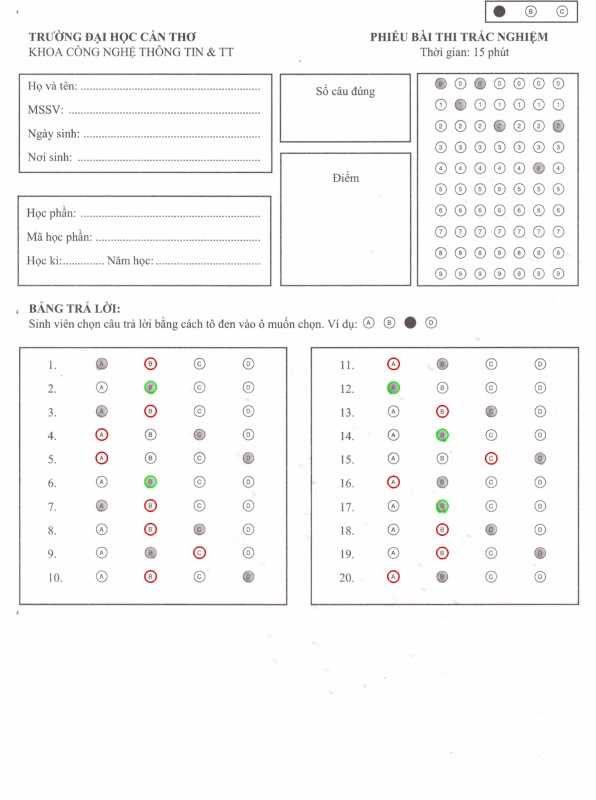 B C
TRƯỜNG ĐẠI HỌC CẦN THƠ
KHOA CÔNG NGHỆ THÔNG TIN & TT
PHIẾU BÀI THI TRẮC NGHIỆM
Thời gian: 15 phút
Họ và tên: ..........................................................
MSSV: ..............................................................
Ngày sinh: .........................................................
Nơi sinh: ...........................................................
Học phần: ..........................................................
Mã học phần: .....................................................
Học kì:............. Năm học: ..................................
Số câu đúng
Điểm
0 0 0 0 0 0 0
1 1 1 1 1 1 1
2 2 2 2 2 2 2
3 3 3 3 3 3 3
4 4 4 4 4 4 4
5 5 5 5 5 5 5
6 6 6 6 6 6 6
7 7 7 7 7 7 7
8 8 8 8 8 8 8
9 9 9 9 9 9 9
BẢNG TRẢ LỜI:
Sinh viên chọn câu trả lời bằng cách tô đen vào ô muốn chọn. Ví dụ: A B D
1. A B C D
2. A B C D
3. A B C D
4. A B C D
5. A B C D
6. A B C D
7. A B C D
8. A B C D
9. A B C D
10. A B C D
11. A B C D
12. A B C D
13. A B C D
14. A B C D
15. A B C D
16. A B C D
17. A B C D
18. A B C D
19. A B C D
20. A B C D